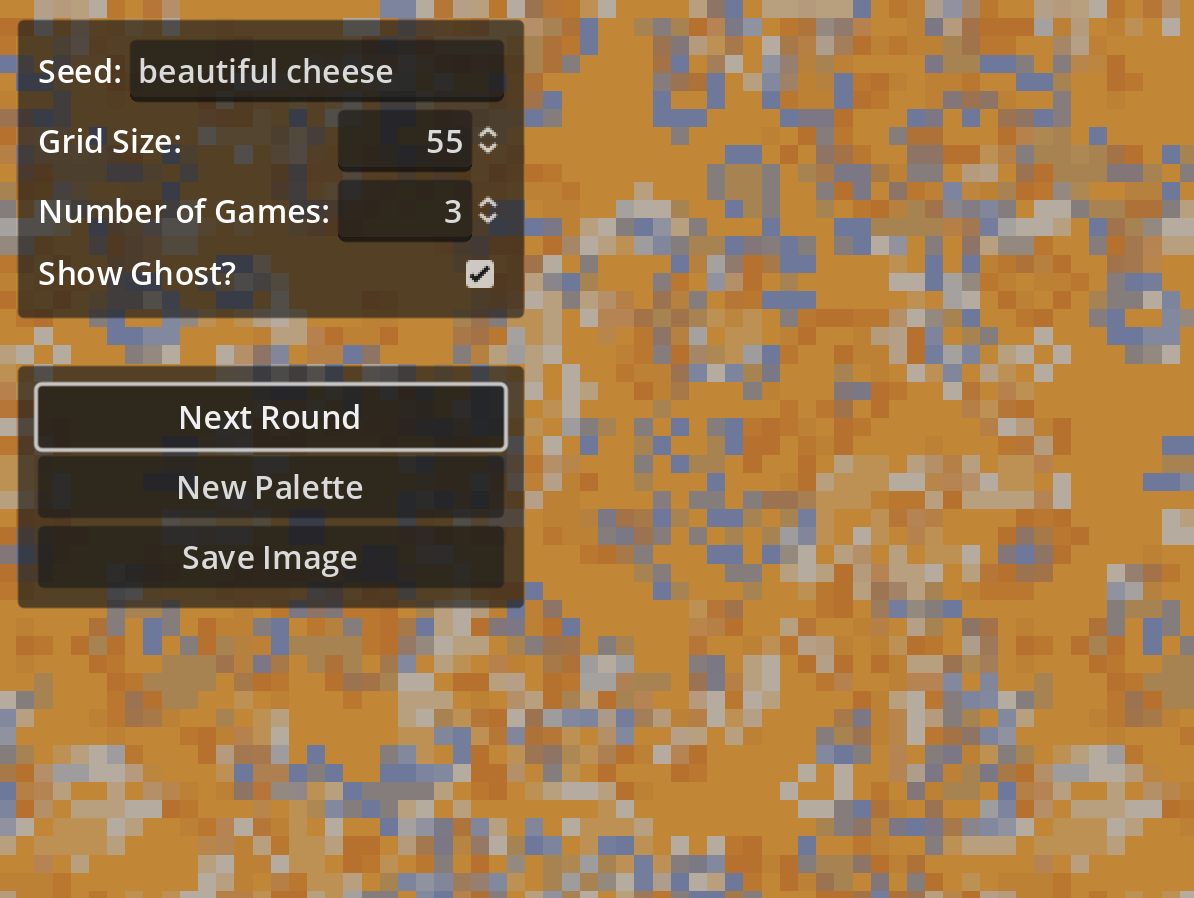 Seed: beautiful cheese
Grid Size: 55
Number of Games: 3
Show Ghost?
Next Round
New Palette
Save Image